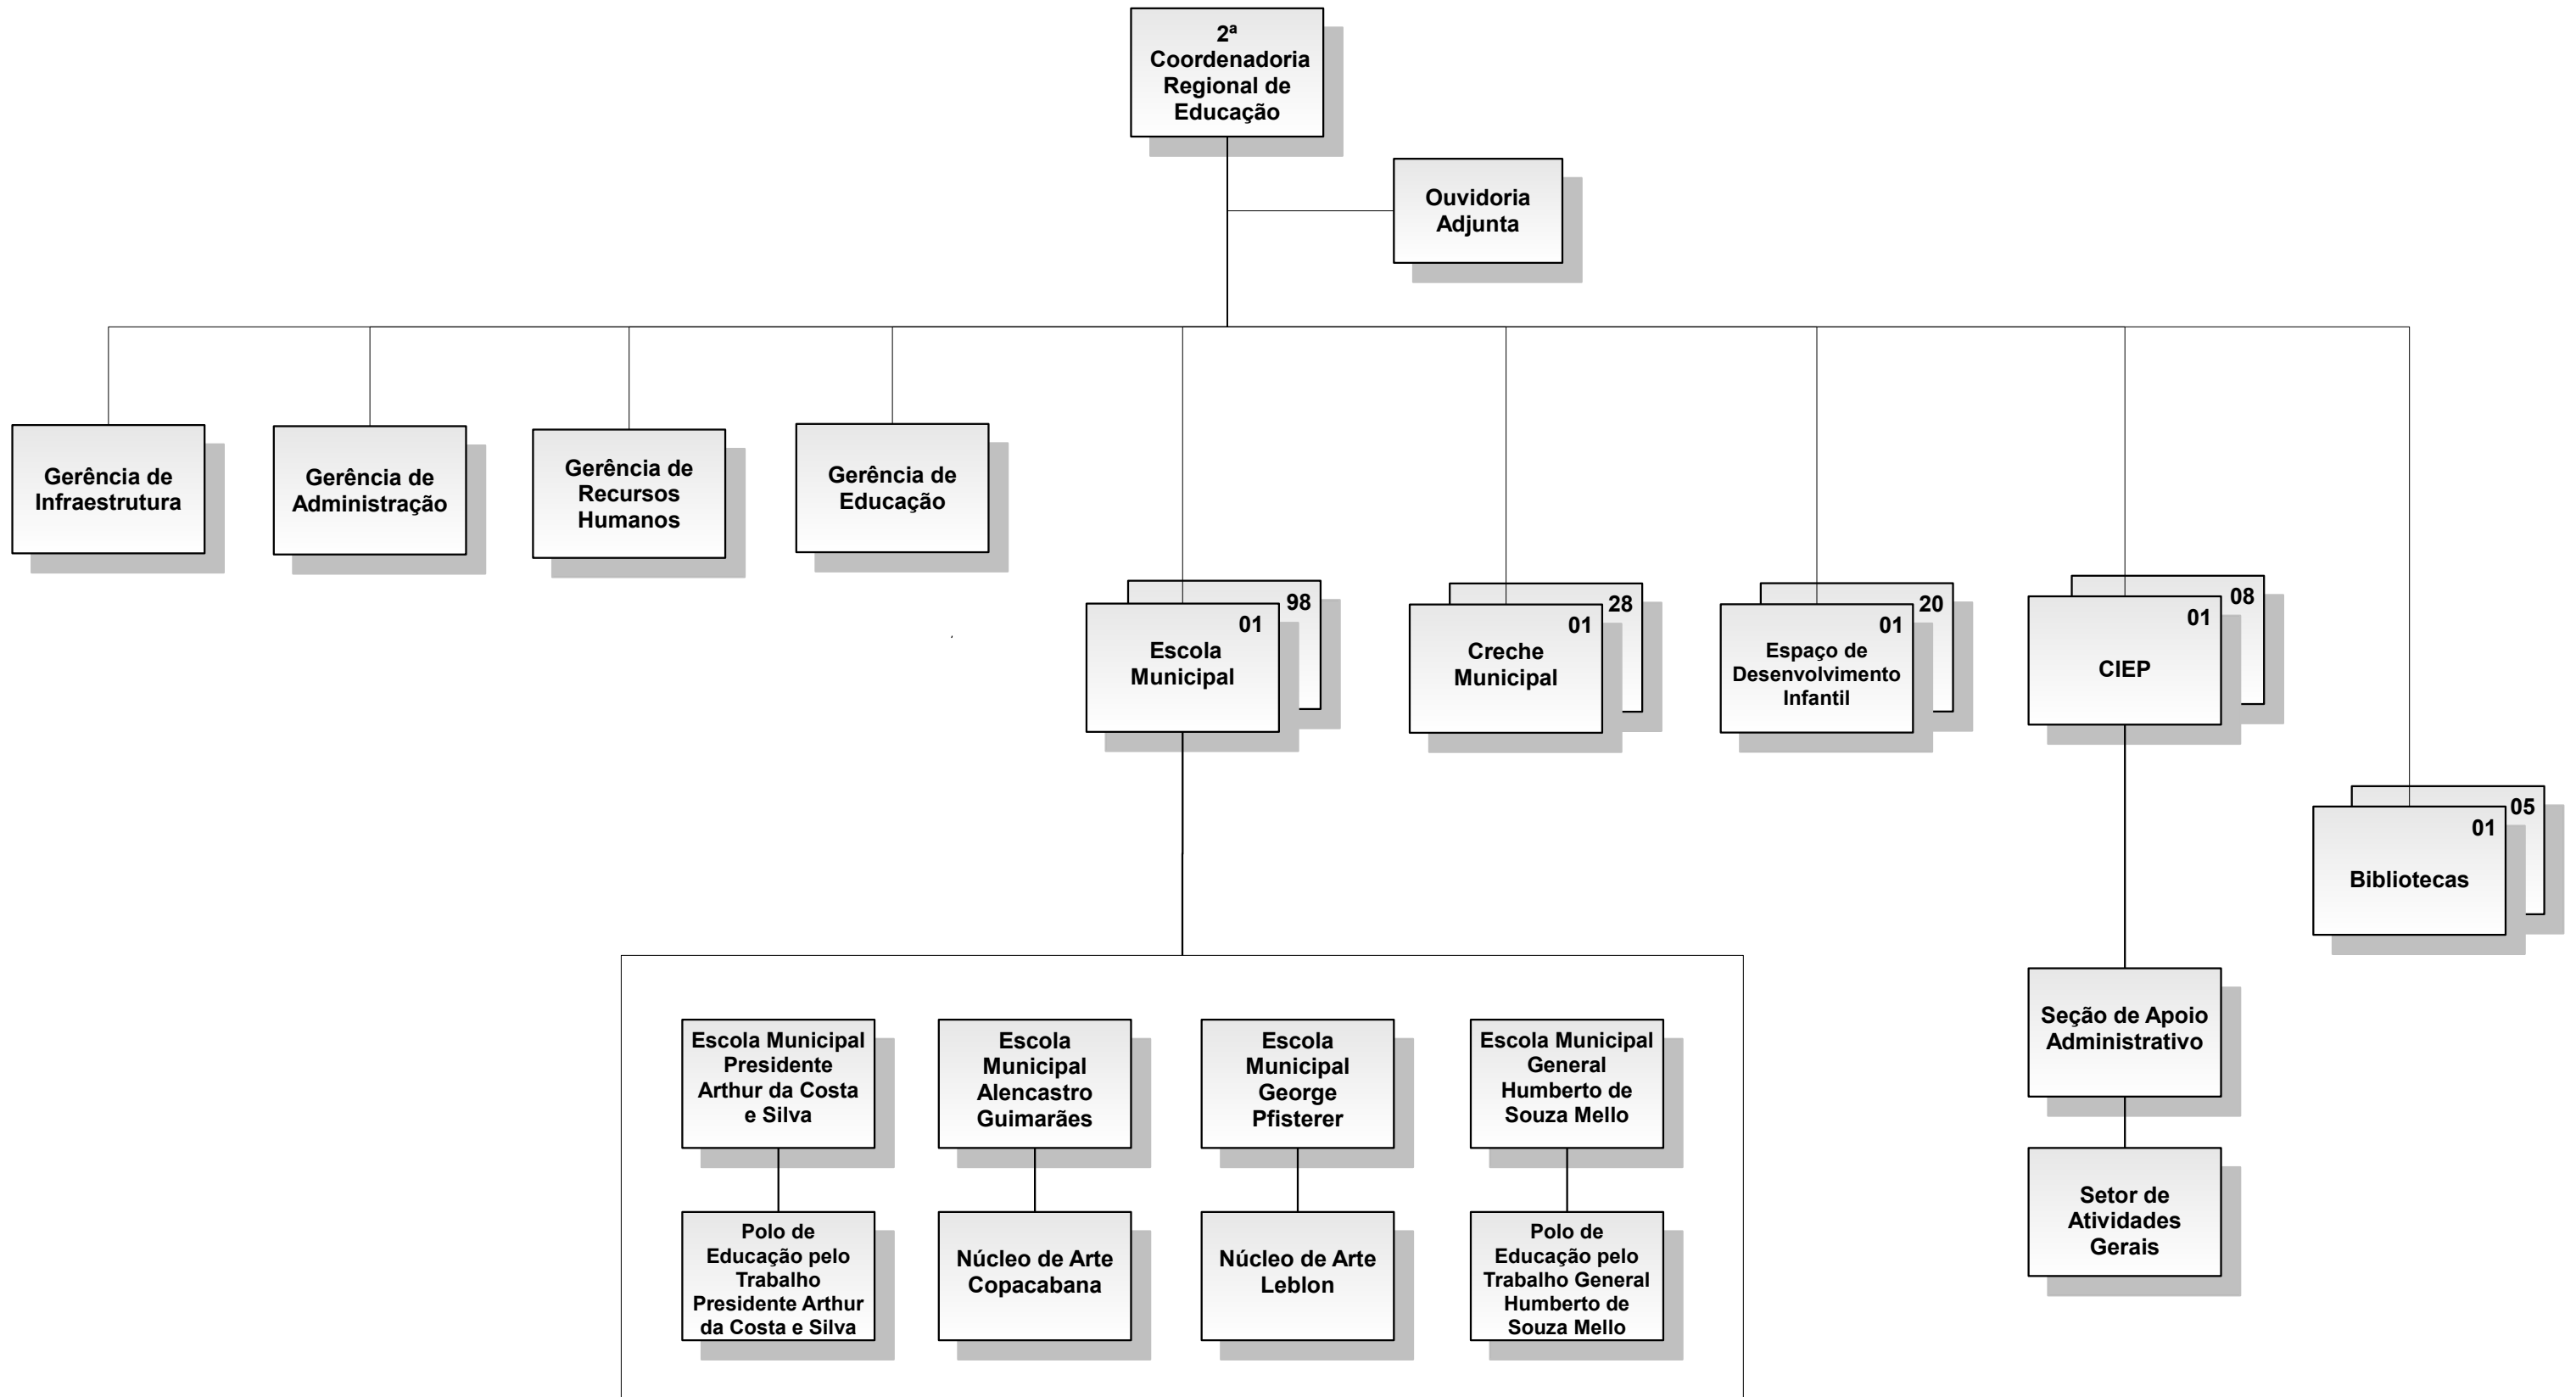 2ª
Coordenadoria
Regional de
Educação
Ouvidoria
Adjunta
Gerência de
Infraestrutura
Gerência de
Administração
Gerência de
Recursos
Humanos
Gerência de
Educação
98
01
Escola
Municipal
28
01
Creche
Municipal
20
01
Espaço de
Desenvolvimento
Infantil
08
01
CIEP
05
01
Bibliotecas
Escola Municipal
Presidente
Arthur da Costa
e Silva
Escola
Municipal
Alencastro
Guimarães
Escola
Municipal
George
Pfisterer
Escola Municipal
General
Humberto de
Souza Mello
Seção de Apoio
Administrativo
Polo de
Educação pelo
Trabalho
Presidente Arthur
da Costa e Silva
Núcleo de Arte
Copacabana
Núcleo de Arte
Leblon
Polo de
Educação pelo
Trabalho General
Humberto de
Souza Mello
Setor de
Atividades
Gerais